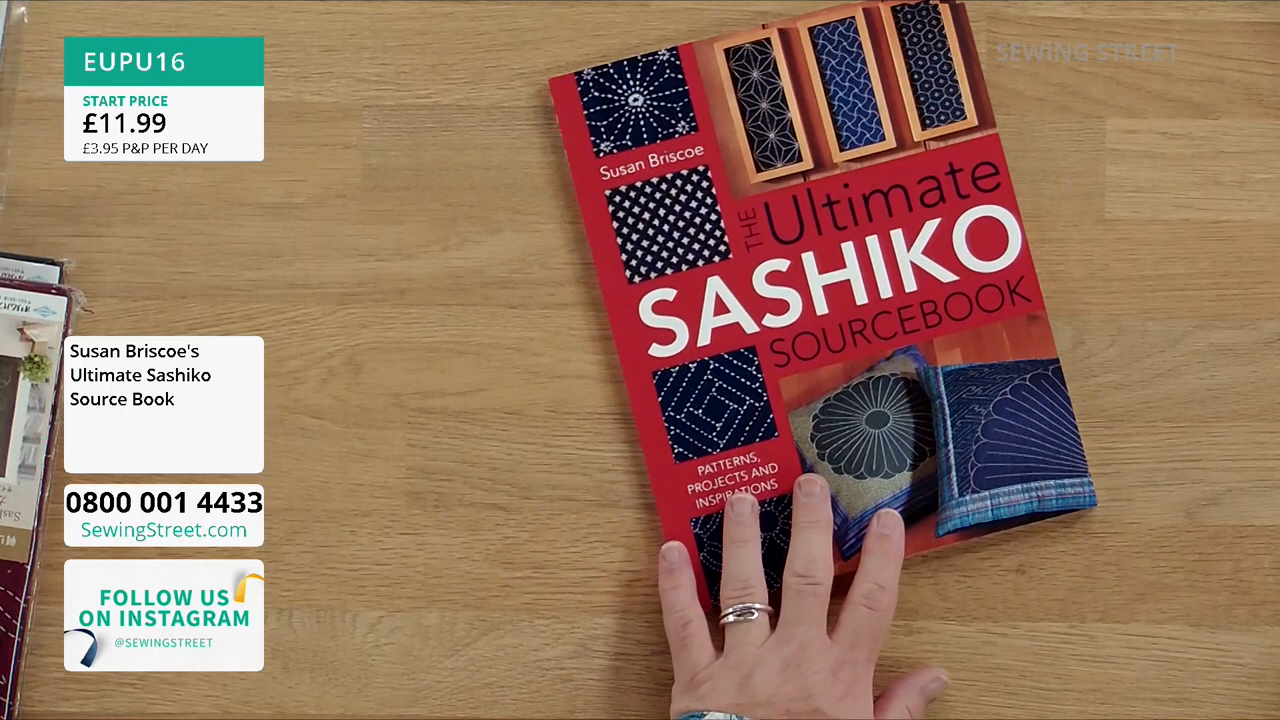 EUPU16
START PRICE
£11.99
£3.95 P&P PER DAY
Susan Briscoe's
Ultimate Sashiko
Source Book
0800 001 4433
SewingStreet.com
FOLLOW US
ON INSTAGRAM
@SEWINGSTREET
SEWING STREET
Susan Briscoe
THE Ultimate
SASHIKO
SOURCEBOOK
PATTERNS,
PROJECTS AND
INSPIRATIONS